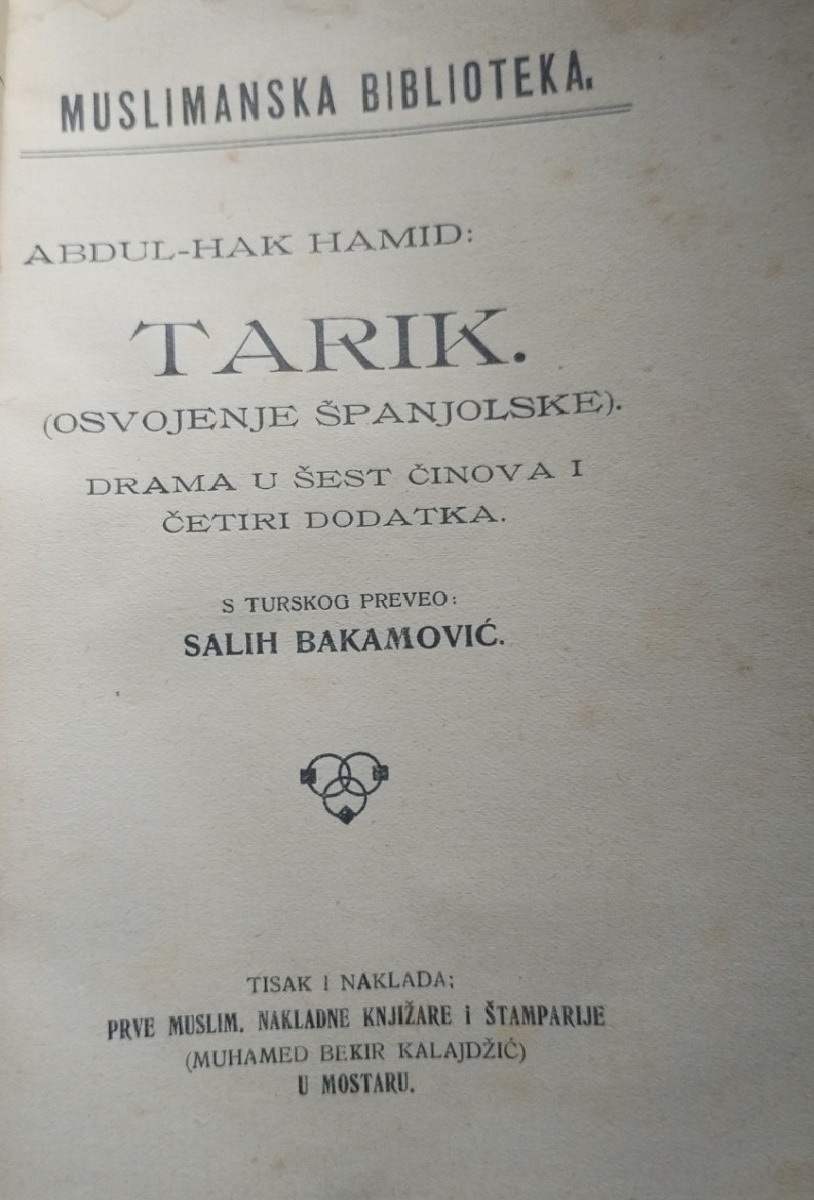 MUSLIMANSKA BIBLIOTEKA.
ABDUL-HAK HAMID:
TARIK.
(OSVOJENJE ŠPANJOLSKE).
DRAMA U ŠEST ČINOVA I
ČETIRI DODATKA.
S TURSKOG PREVEO:
SALIH BAKAMOVIĆ.
TISAK I NAKLADA;
PRVE MUSLIM. NAKLADNE KNJIŽARE i ŠTAMPARIJE
(MUHAMED BEKIR KALAJDŽIĆ)
U MOSTARU.